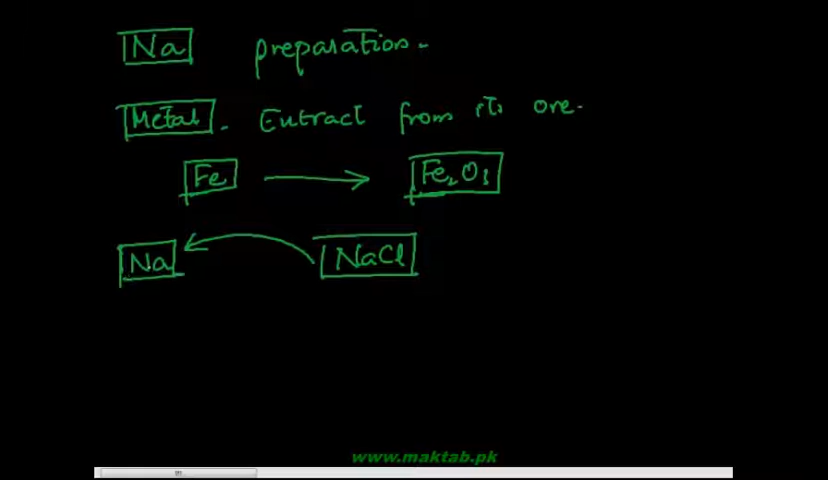 Na preparation.
Metal. Extract from its ore.
Fe → Fe₂O₃
Na ← NaCl
www.maktab.pk